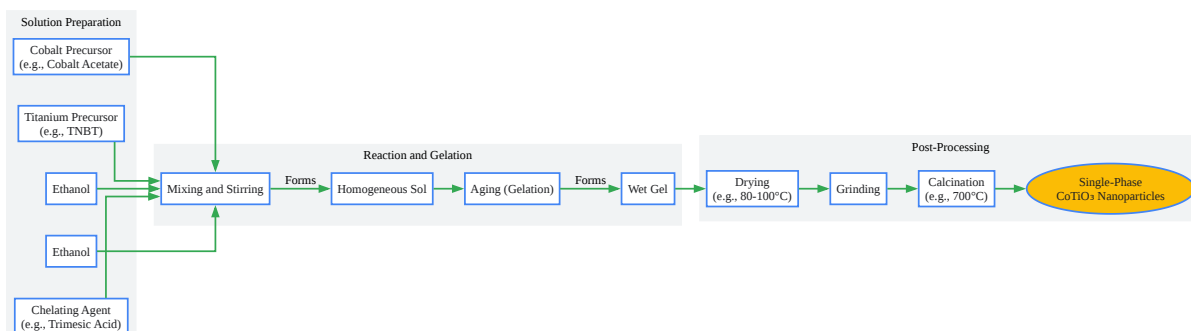 Solution Preparation
Cobalt Precursor
(e.g., Cobalt Acetate)
Titanium Precursor
(e.g., TNBT)
Ethanol
Ethanol
Chelating Agent
(e.g., Trimesic Acid)
Reaction and Gelation
Mixing and Stirring
Forms
Homogeneous Sol
Aging (Gelation)
Forms
Wet Gel
Post-Processing
Drying
(e.g., 80-100°C)
Grinding
Calcination
(e.g., 700°C)
Single-Phase
CoTiO₃ Nanoparticles